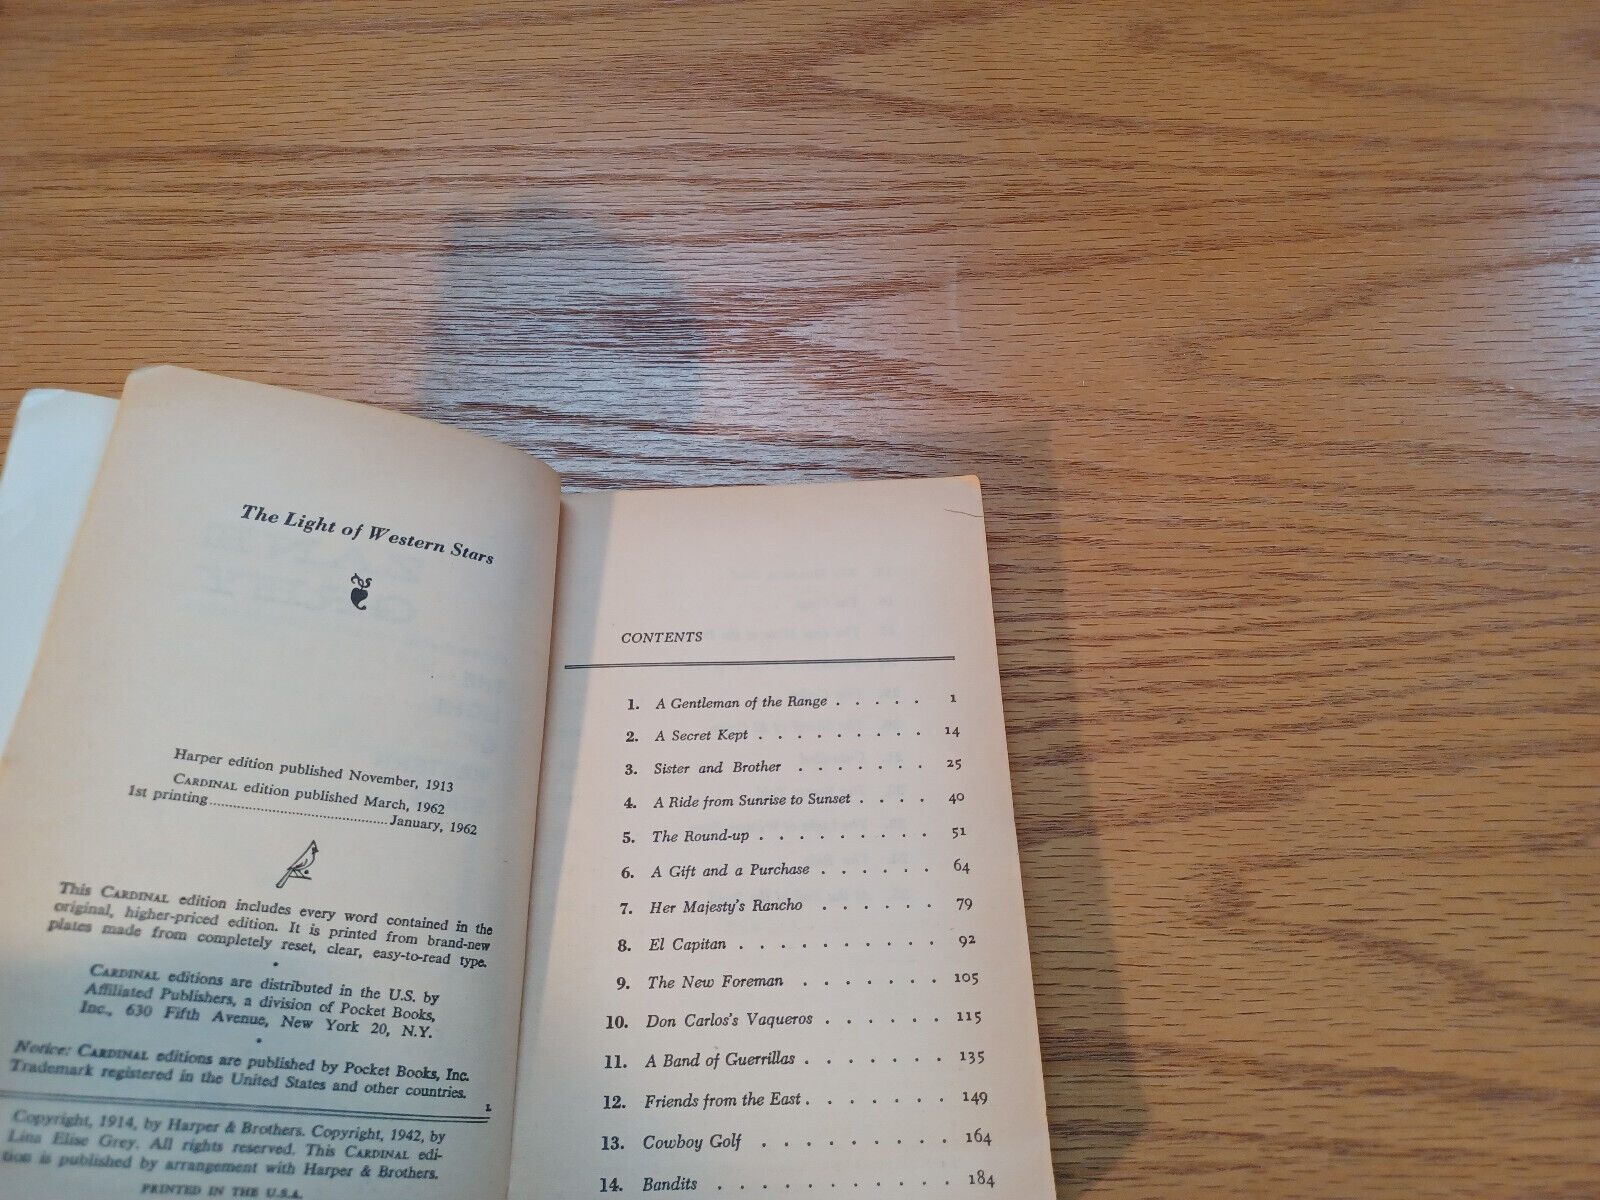 The Light of Western Stars
Harper edition published November, 1913
CARDINAL edition published March, 1962
1st printing..........................................January, 1962
This CARDINAL edition includes every word contained in the
original, higher-priced edition. It is printed from brand-new
plates made from completely reset, clear, easy-to-read type.
CARDINAL editions are distributed in the U.S. by
Affiliated Publishers, a division of Pocket Books,
Inc., 630 Fifth Avenue, New York 20, N.Y.
Notice: CARDINAL editions are published by Pocket Books, Inc.
Trademark registered in the United States and other countries.
L
Copyright, 1914, by Harper & Brothers. Copyright, 1942, by
Lina Elise Grey. All rights reserved. This CARDINAL edi-
tion is published by arrangement with Harper & Brothers.
PRINTED IN THE U.S.A.
CONTENTS
1. A Gentleman of the Range . . . . . 1
2. A Secret Kept . . . . . . . . . 14
3. Sister and Brother . . . . . . . 25
4. A Ride from Sunrise to Sunset . . . . 40
5. The Round-up . . . . . . . . . 51
6. A Gift and a Purchase . . . . . . 64
7. Her Majesty's Rancho . . . . . . 79
8. El Capitan . . . . . . . . . . 92
9. The New Foreman . . . . . . . 105
10. Don Carlos's Vaqueros . . . . . . 115
11. A Band of Guerrillas . . . . . . . 135
12. Friends from the East . . . . . . . 149
13. Cowboy Golf . . . . . . . . . 164
14. Bandits . . . . . . . . . . . 184